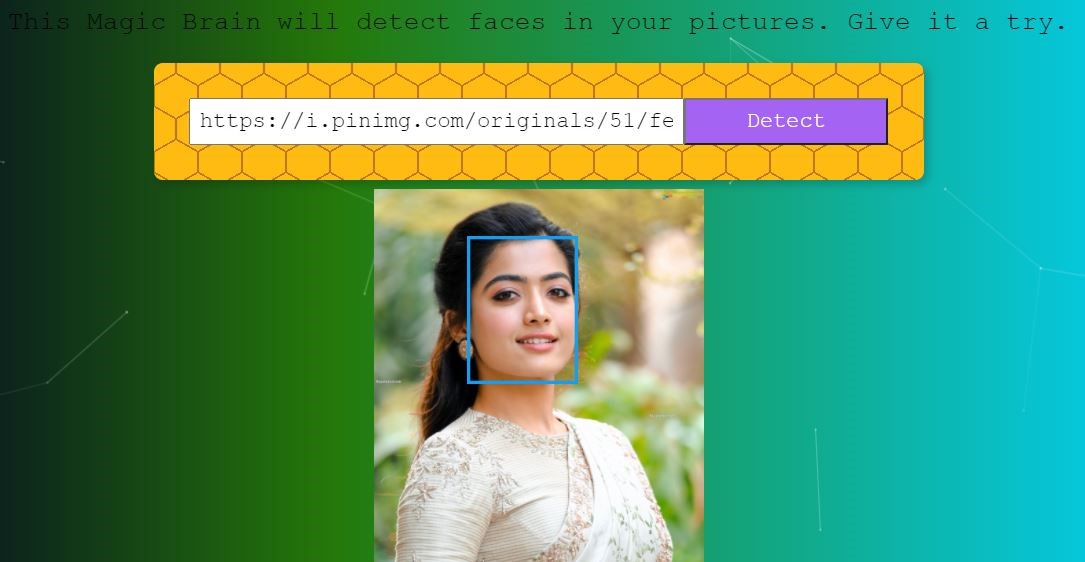 This Magic Brain will detect faces in your pictures. Give it a try.
https://i.pinimg.com/originals/51/fe
Detect